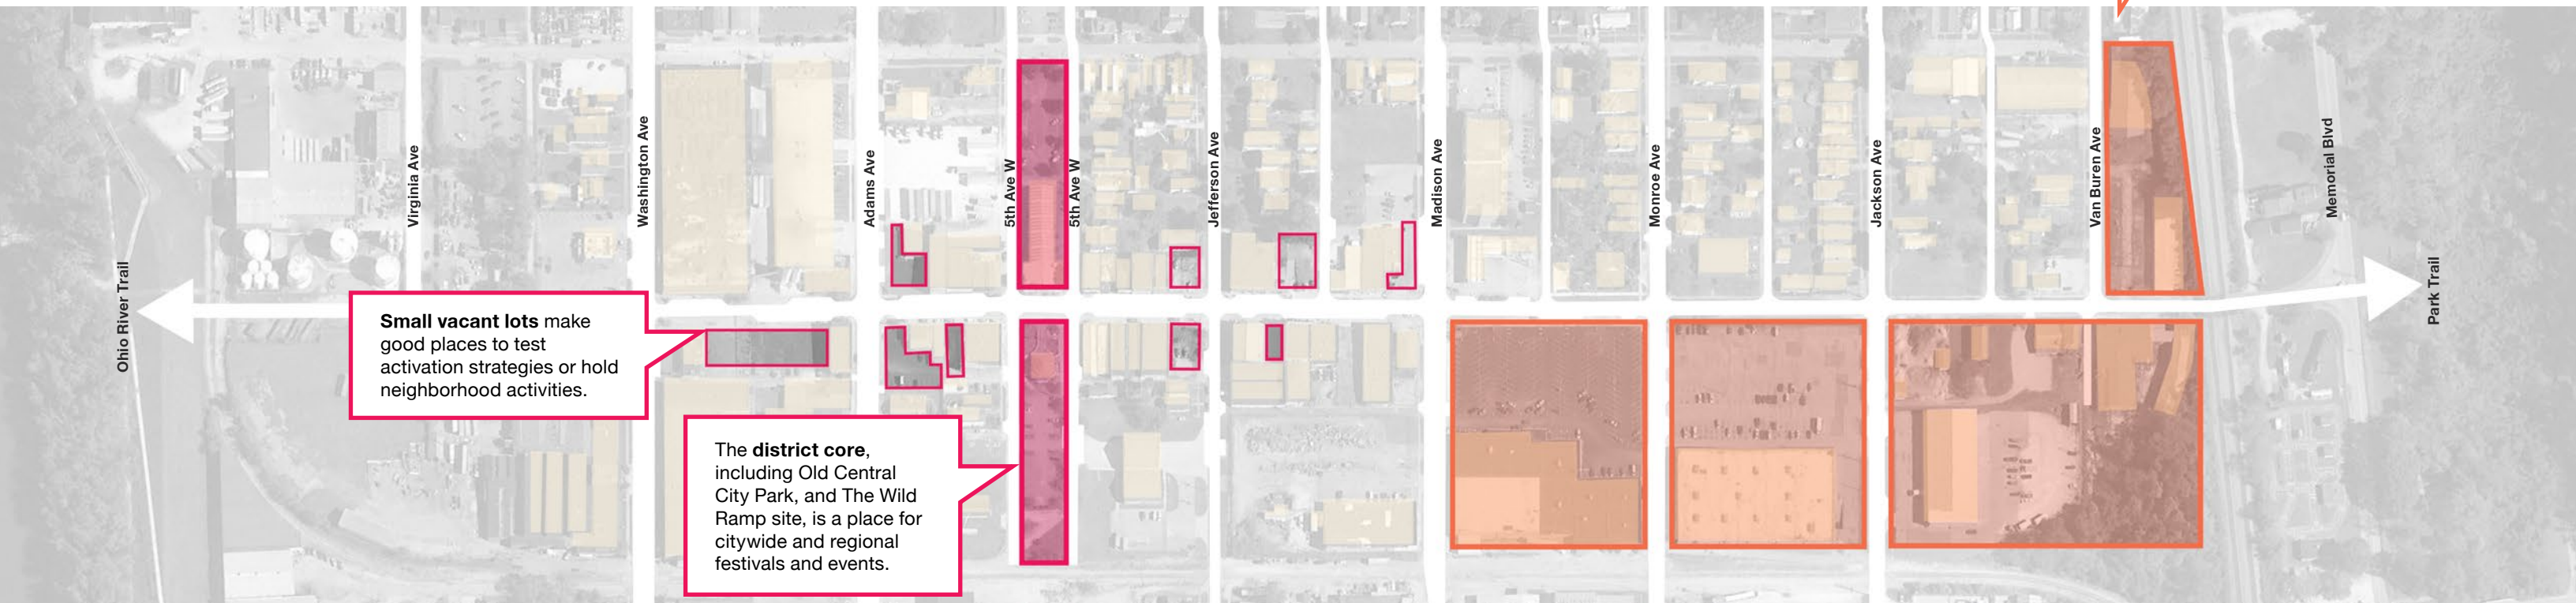 Virginia Ave
Washington Ave
Adams Ave
5th Ave W
5th Ave W
Jefferson Ave
Madison Ave
Monroe Ave
Jackson Ave
Van Buren Ave
Memorial Blvd
Ohio River Trail
Park Trail
Small vacant lots make
good places to test
activation strategies or hold
neighborhood activities.
The district core,
including Old Central
City Park, and The Wild
Ramp site, is a place for
citywide and regional
festivals and events.